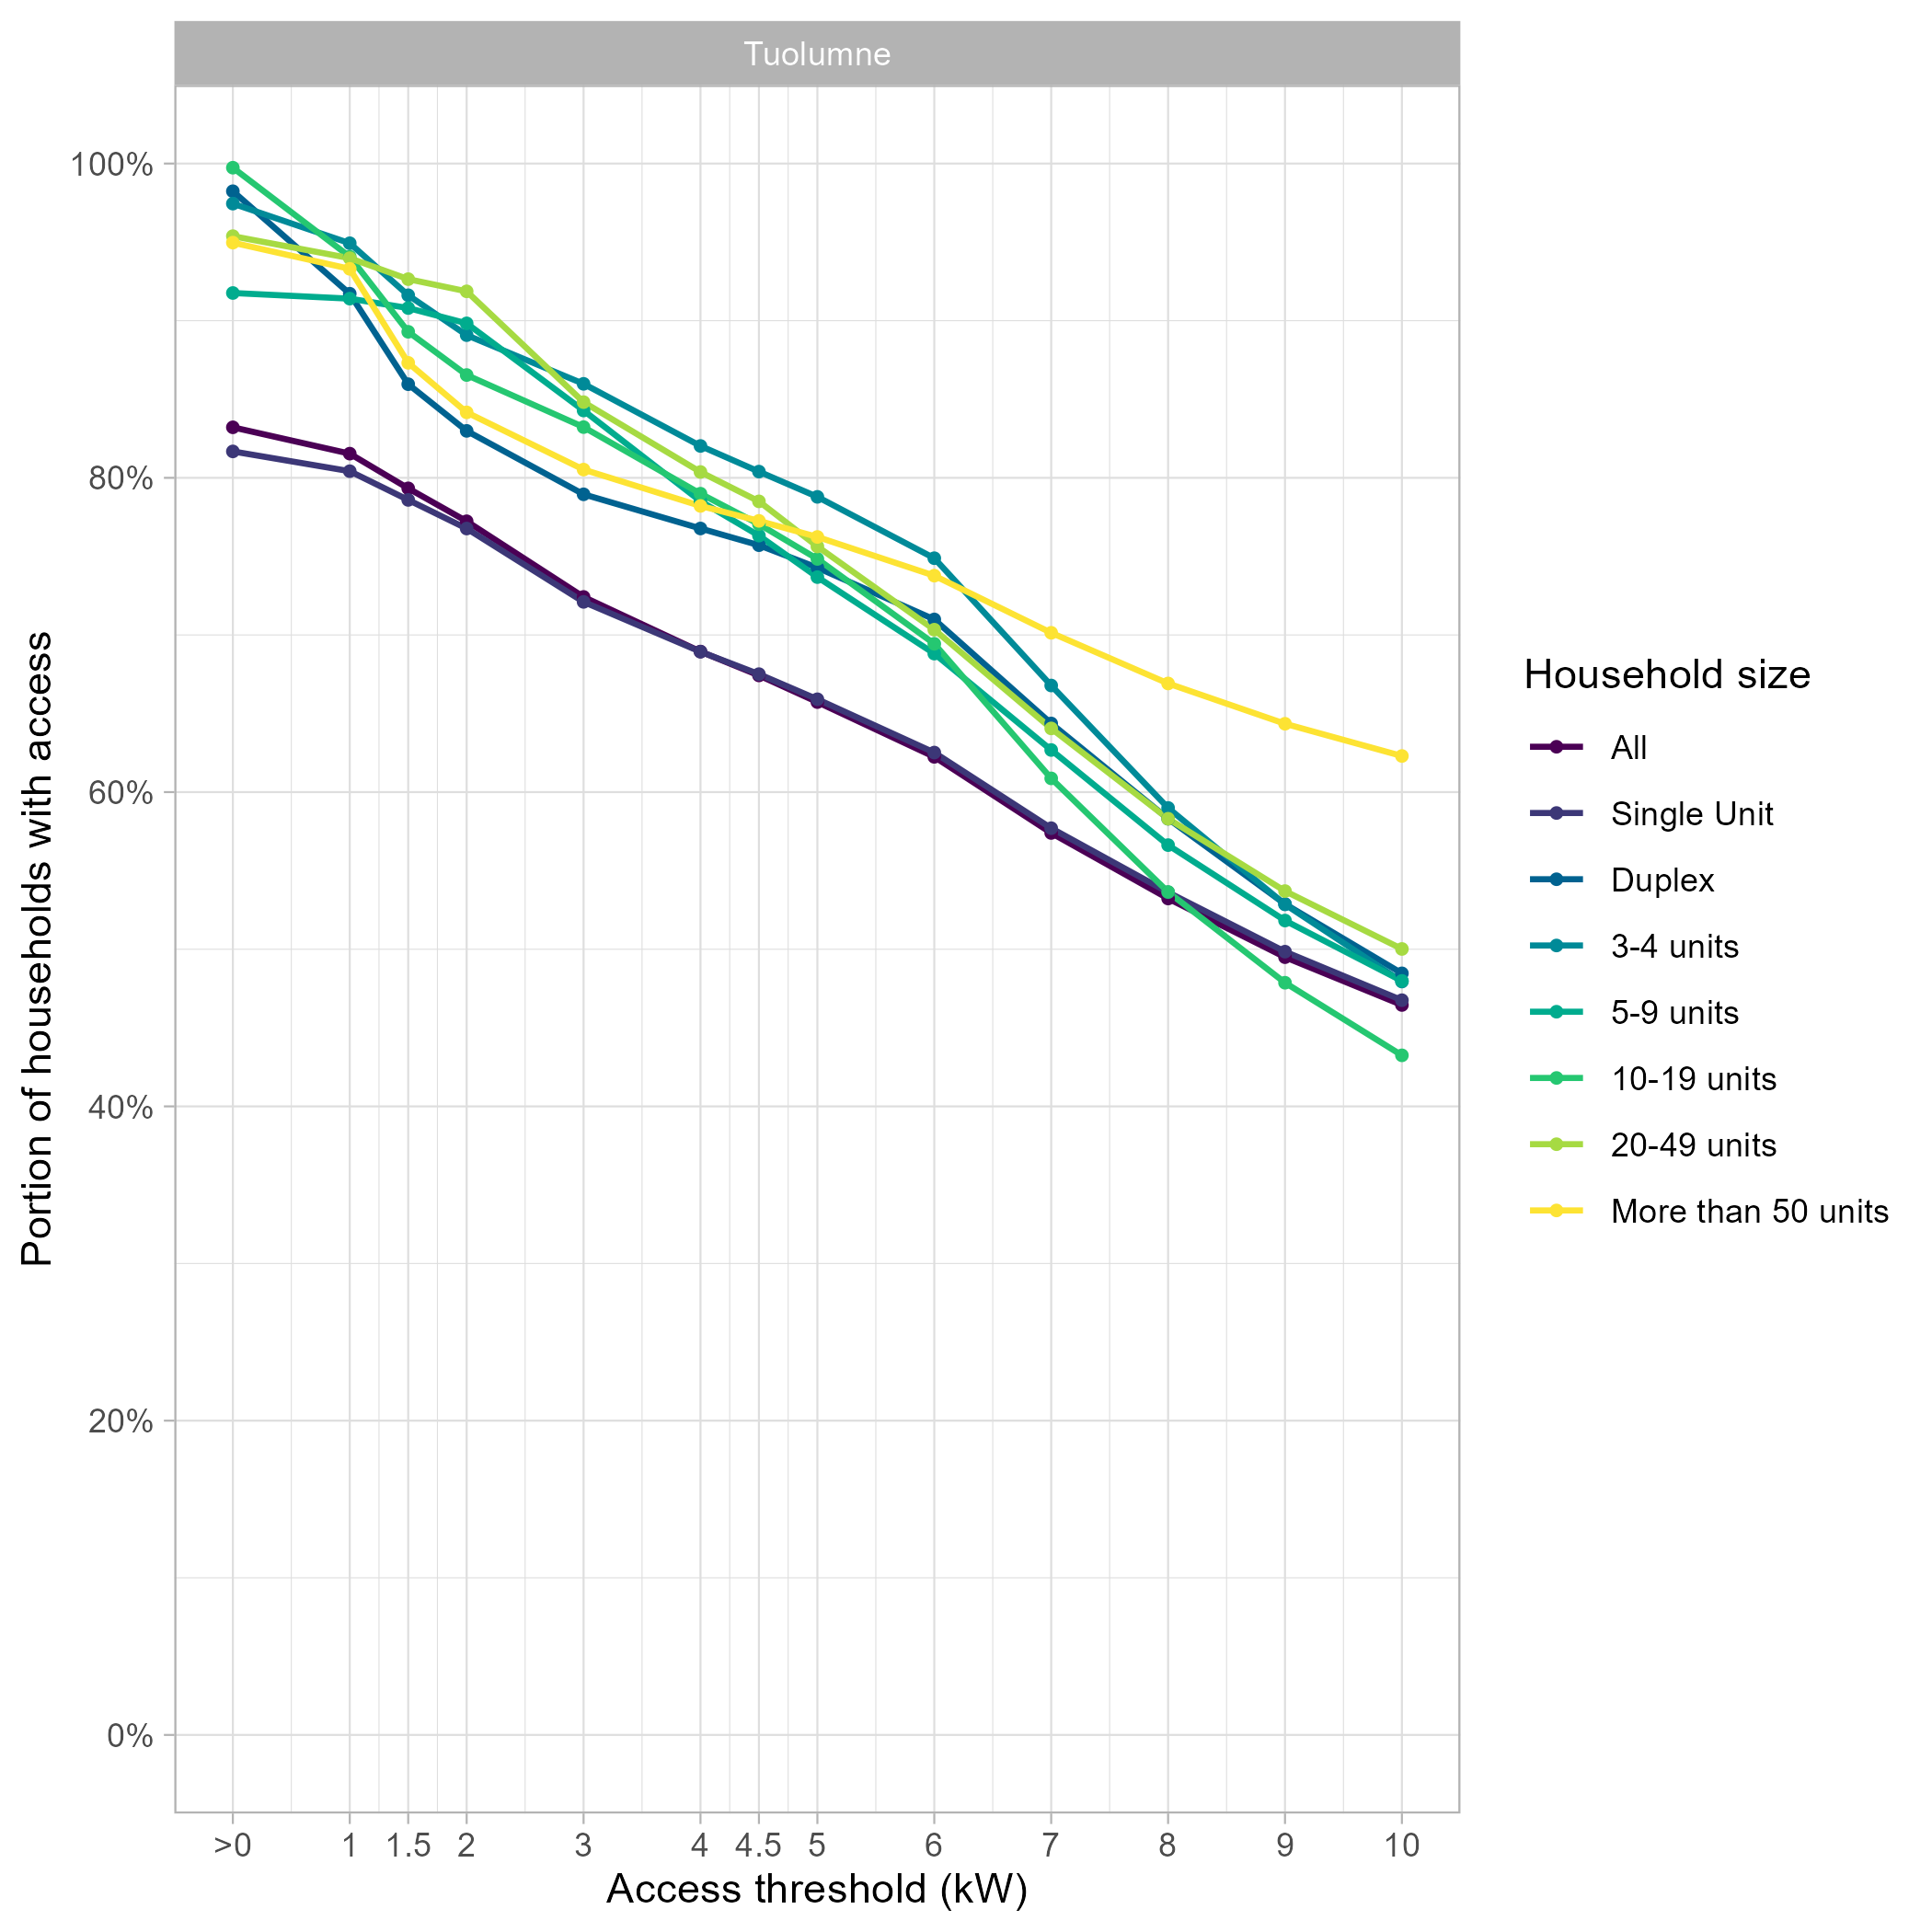 Tuolumne
100%
80%
60%
40%
20%
0%
Portion of households with access
>0 1 1.5 2 3 4 4.5 5 6 7 8 9 10
Access threshold (kW)
Household size
All
Single Unit
Duplex
3-4 units
5-9 units
10-19 units
20-49 units
More than 50 units